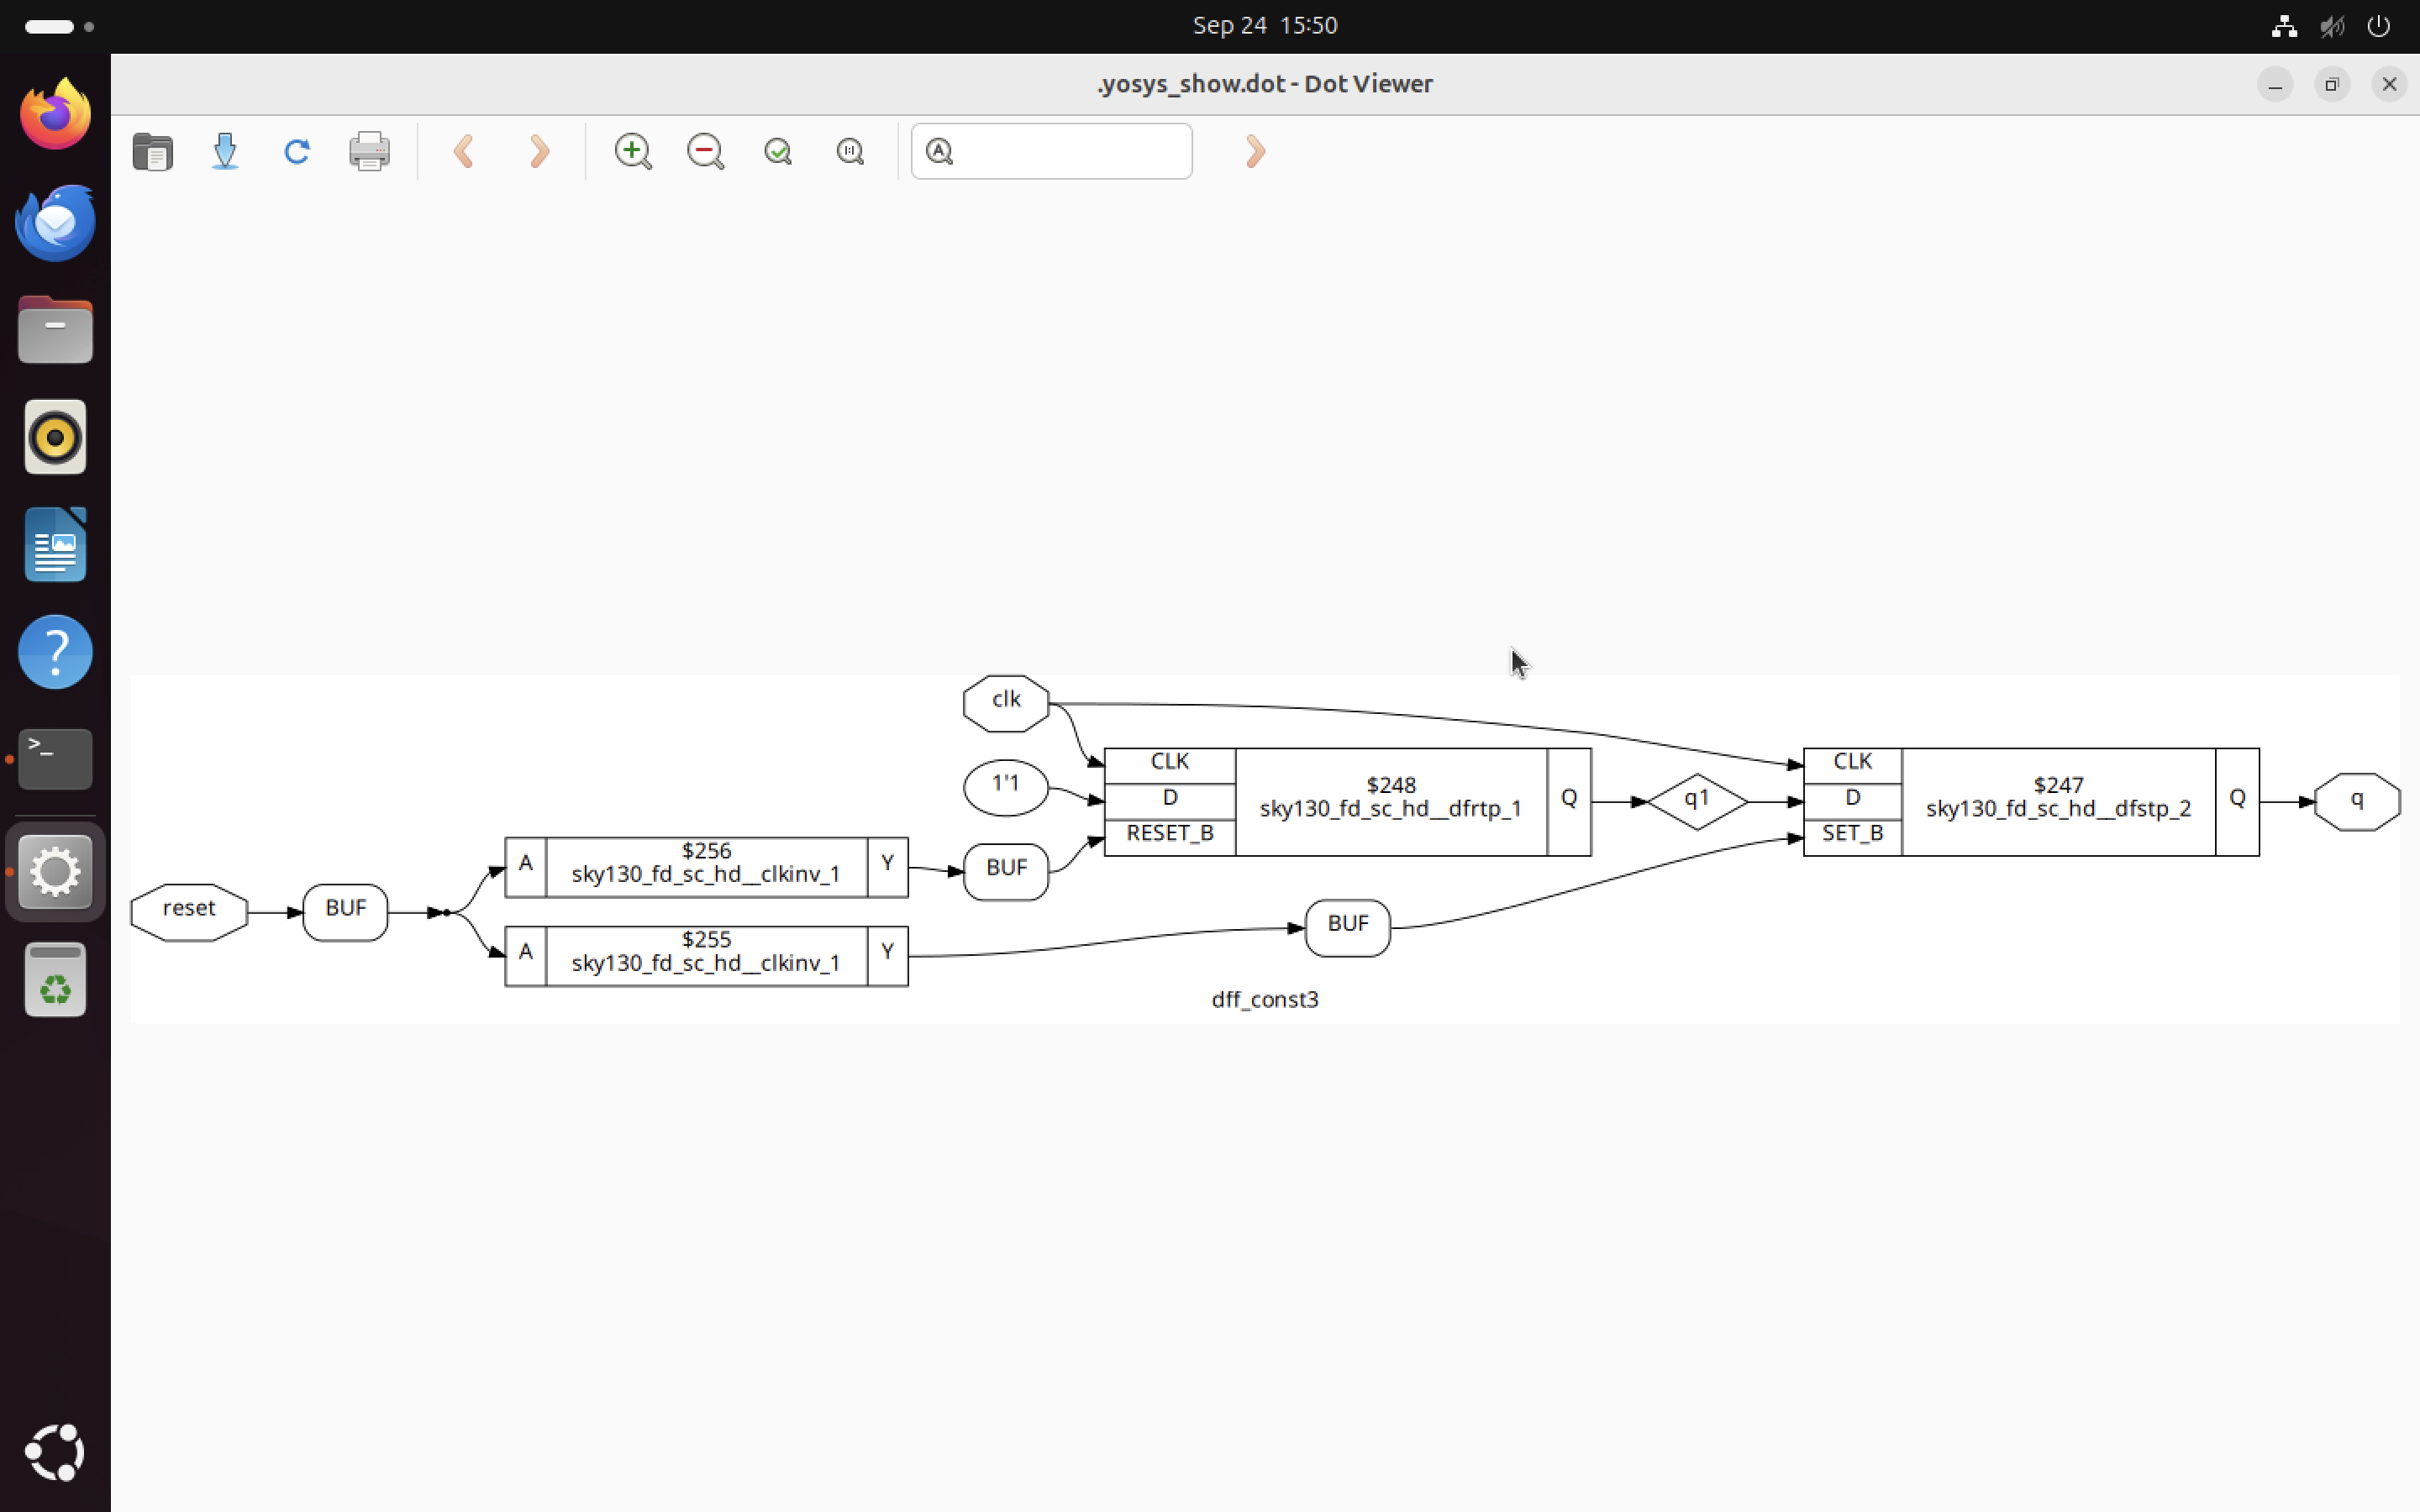 Sep 24 15:50
.yosys_show.dot - Dot Viewer
clk
CLK
D
RESET_B
$248
sky130_fd_sc_hd__dfrtp_1
Q
q1
CLK
D
SET_B
$247
sky130_fd_sc_hd__dfstp_2
Q
q
1'1
BUF
$256
A
sky130_fd_sc_hd__clkinv_1
Y
reset
BUF
$255
A
sky130_fd_sc_hd__clkinv_1
Y
BUF
dff_const3